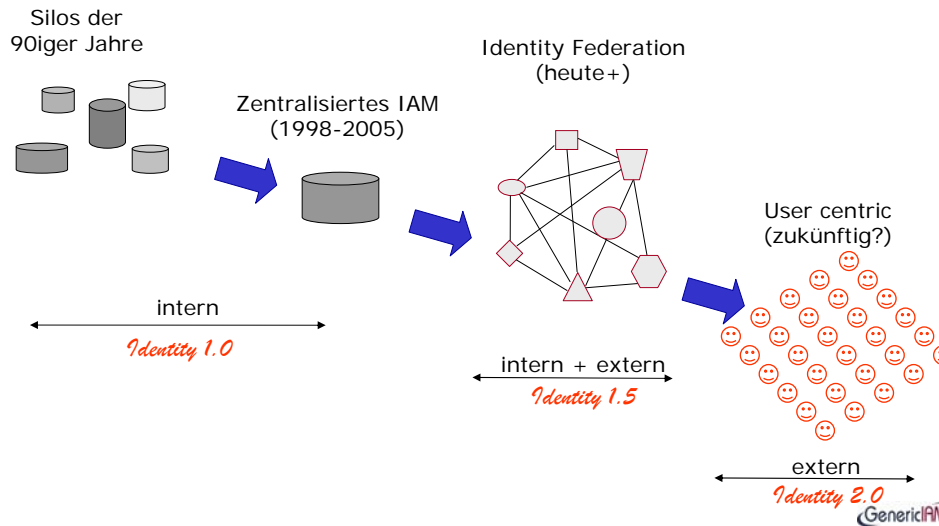 Silos der
90iger Jahre
Zentralisiertes IAM
(1998-2005)
Identity Federation
(heute+)
User centric
(zukünftig?)
intern
Identity 1.0
intern + extern
Identity 1.5
extern
Identity 2.0
GenericIAM